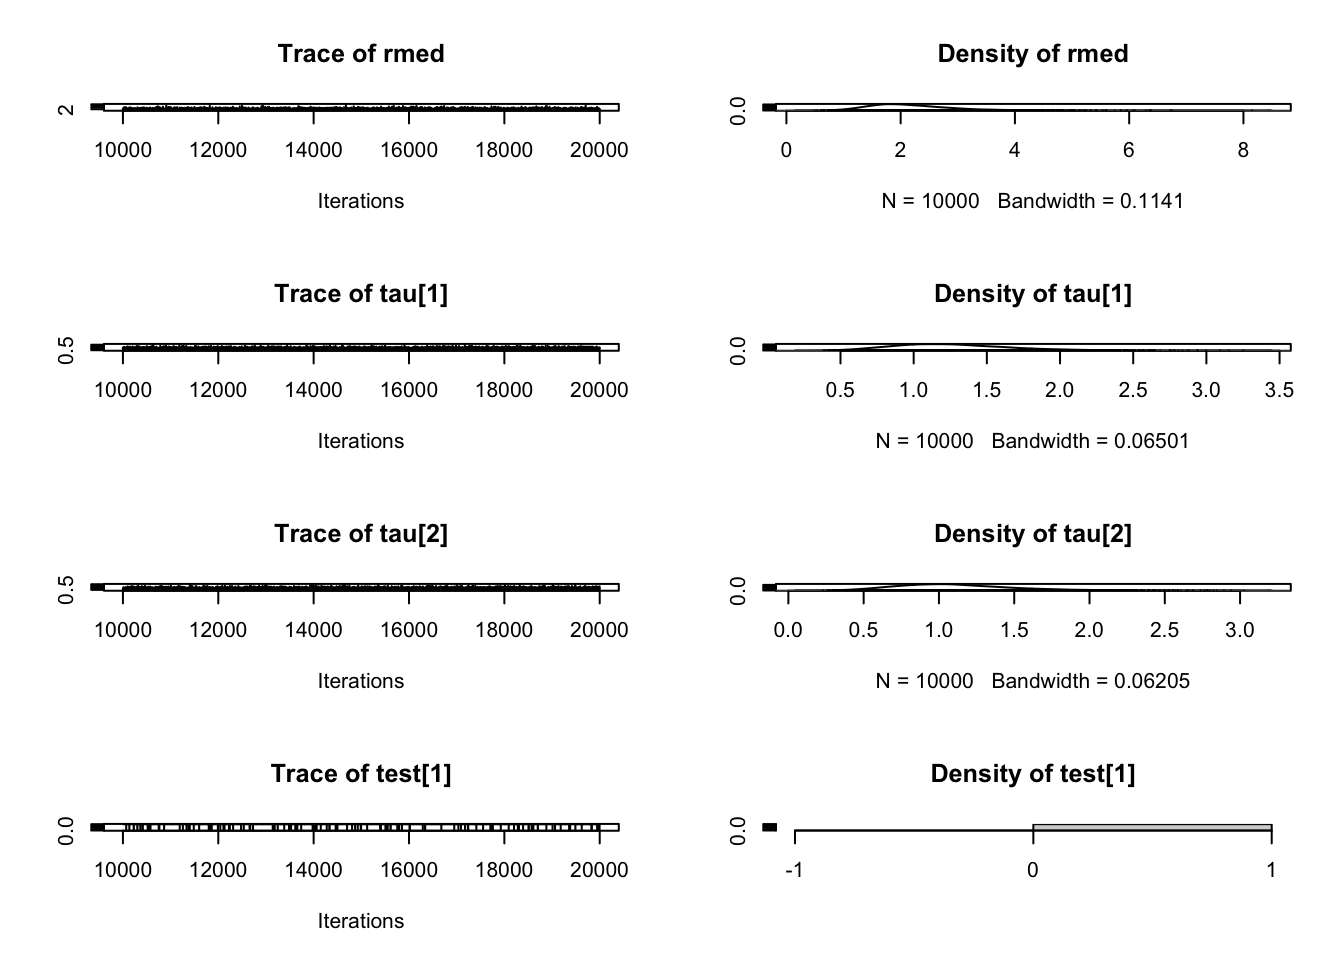 Trace of rmed
2
10000 12000 14000 16000 18000 20000
Iterations
Density of rmed
0.0
0 2 4 6 8
N = 10000 Bandwidth = 0.1141
Trace of tau[1]
0.5
10000 12000 14000 16000 18000 20000
Iterations
Density of tau[1]
0.0
0.5 1.0 1.5 2.0 2.5 3.0 3.5
N = 10000 Bandwidth = 0.06501
Trace of tau[2]
0.5
10000 12000 14000 16000 18000 20000
Iterations
Density of tau[2]
0.0
0.0 0.5 1.0 1.5 2.0 2.5 3.0
N = 10000 Bandwidth = 0.06205
Trace of test[1]
0.0
10000 12000 14000 16000 18000 20000
Iterations
Density of test[1]
0.0
-1 0 1